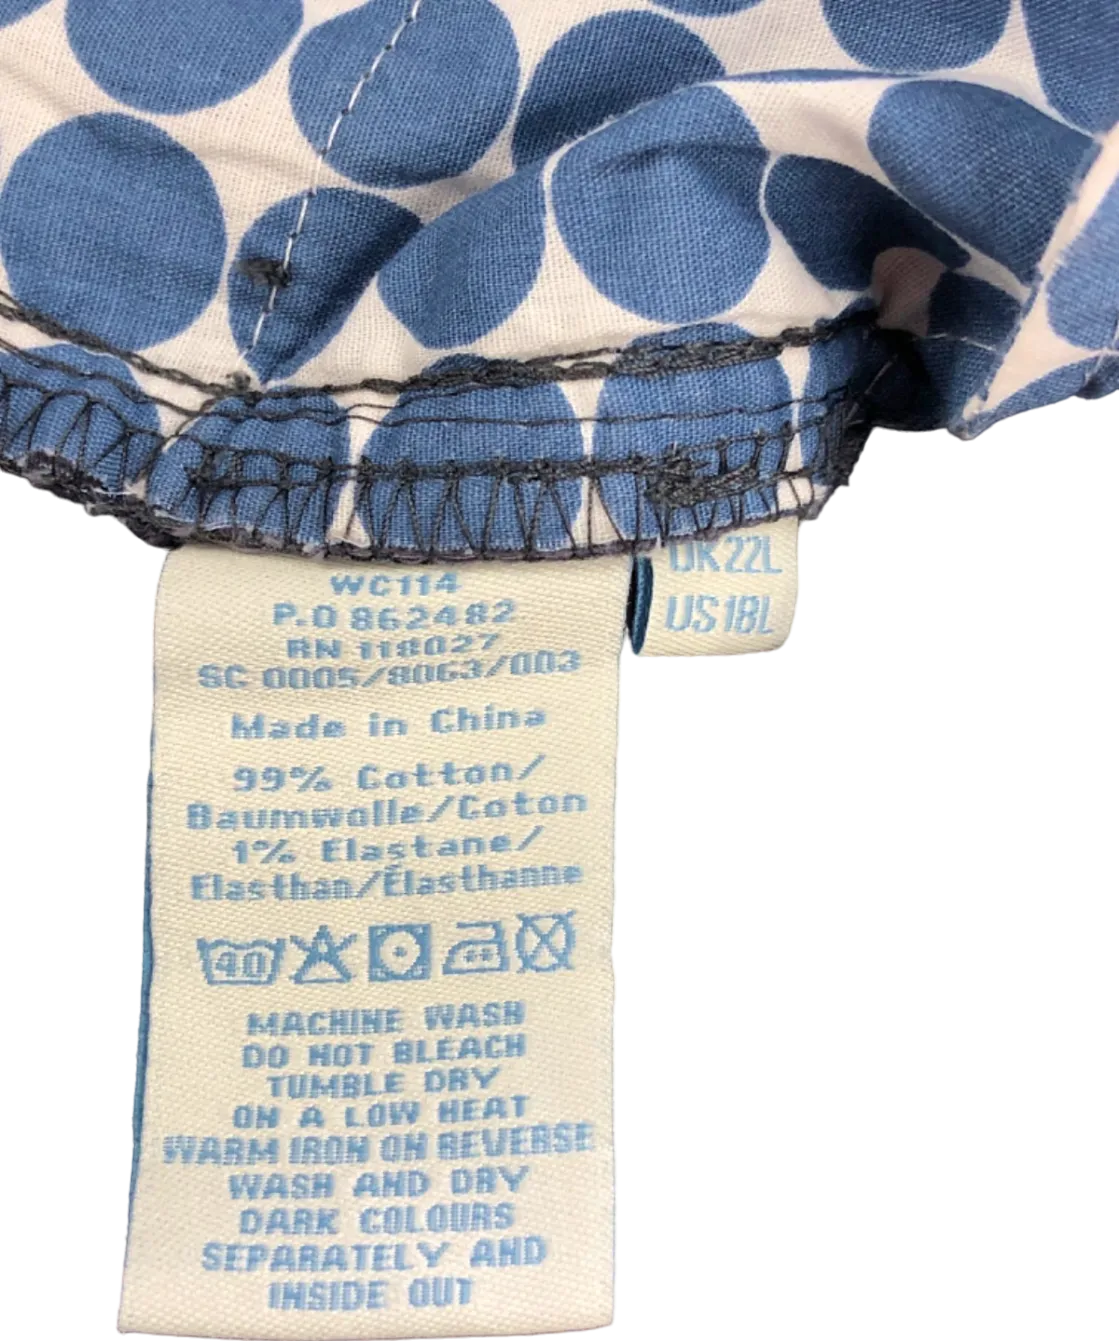 WC114
P.O 862482
RN 118027
SC 0005/8063/003
Made in China
99% Cotton/
Baumwolle/Coton
1% Elastane/
Elasthan/Élasthanne
40
MACHINE WASH
DO NOT BLEACH
TUMBLE DRY
ON A LOW HEAT
WARM IRON ON REVERSE
WASH AND DRY
DARK COLOURS
SEPARATELY AND
INSIDE OUT
UK22L
US18L